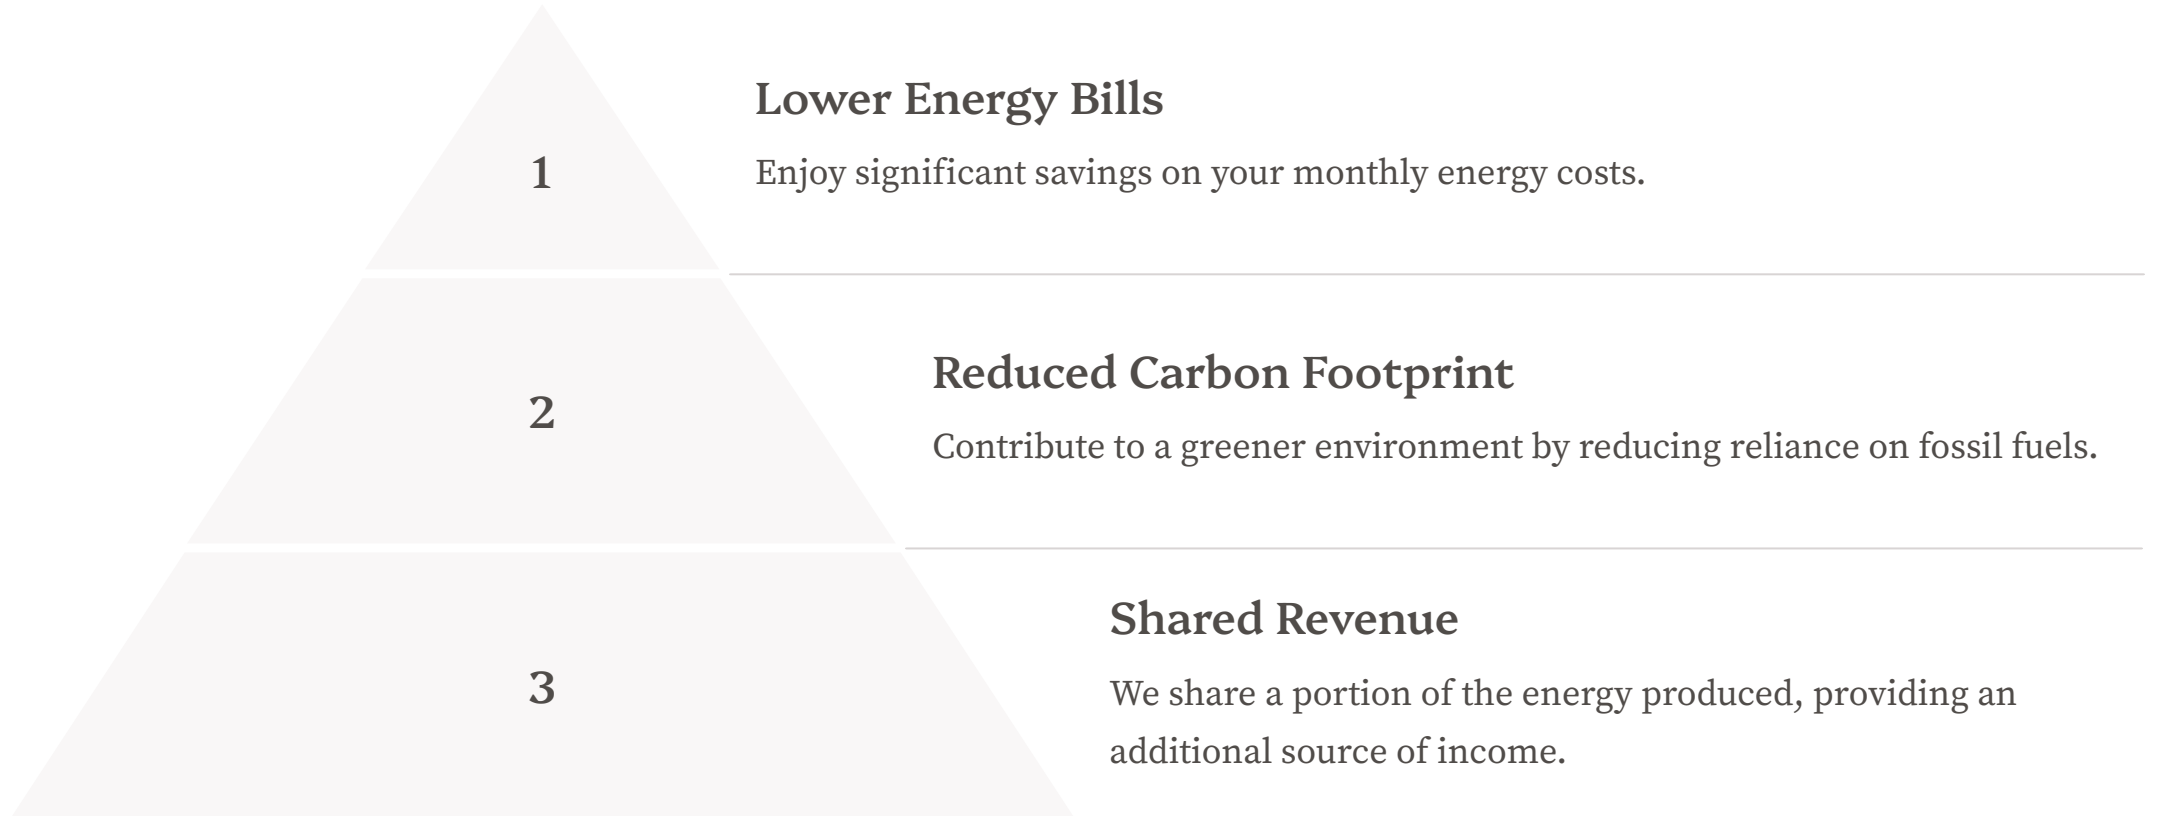 1
Lower Energy Bills
Enjoy significant savings on your monthly energy costs.
2
Reduced Carbon Footprint
Contribute to a greener environment by reducing reliance on fossil fuels.
3
Shared Revenue
We share a portion of the energy produced, providing an
additional source of income.